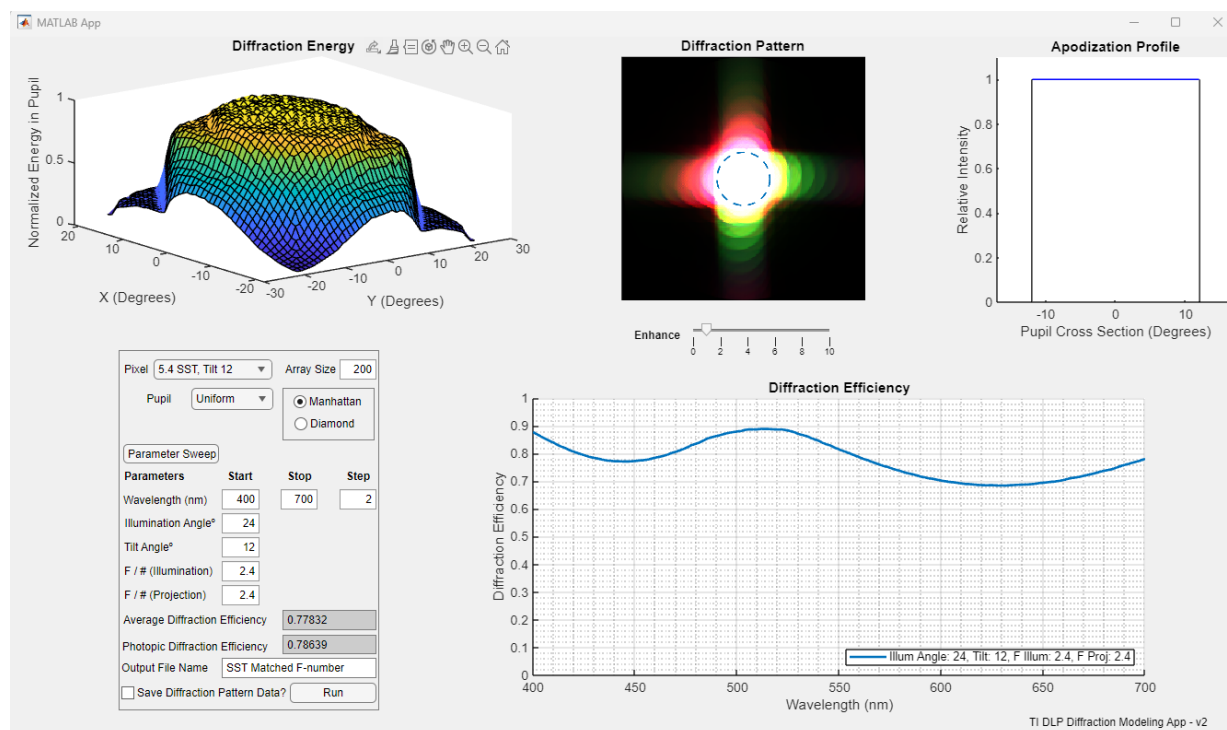 MATLAB App
Diffraction Energy
Normalized Energy in Pupil
1
0.5
0
20
10
0
-10
-20
X (Degrees)
-30
-20
-10
0
10
20
30
Y (Degrees)
Diffraction Pattern
Enhance
0 2 4 6 8 10
Apodization Profile
Relative Intensity
1
0.8
0.6
0.4
0.2
0
-10 0 10
Pupil Cross Section (Degrees)
Pixel 5.4 SST, Tilt 12 Array Size 200
Pupil Uniform
Manhattan
Diamond
Parameter Sweep
Parameters Start Stop Step
Wavelength (nm) 400 700 2
Illumination Angleº 24
Tilt Angleº 12
F / # (Illumination) 2.4
F / # (Projection) 2.4
Average Diffraction Efficiency 0.77832
Photopic Diffraction Efficiency 0.78639
Output File Name SST Matched F-number
Save Diffraction Pattern Data? Run
Diffraction Efficiency
Diffraction Efficiency
1
0.9
0.8
0.7
0.6
0.5
0.4
0.3
0.2
0.1
0
400 450 500 550 600 650 700
Wavelength (nm)
Illum Angle: 24, Tilt: 12, F Illum: 2.4, F Proj: 2.4
TI DLP Diffraction Modeling App - v2